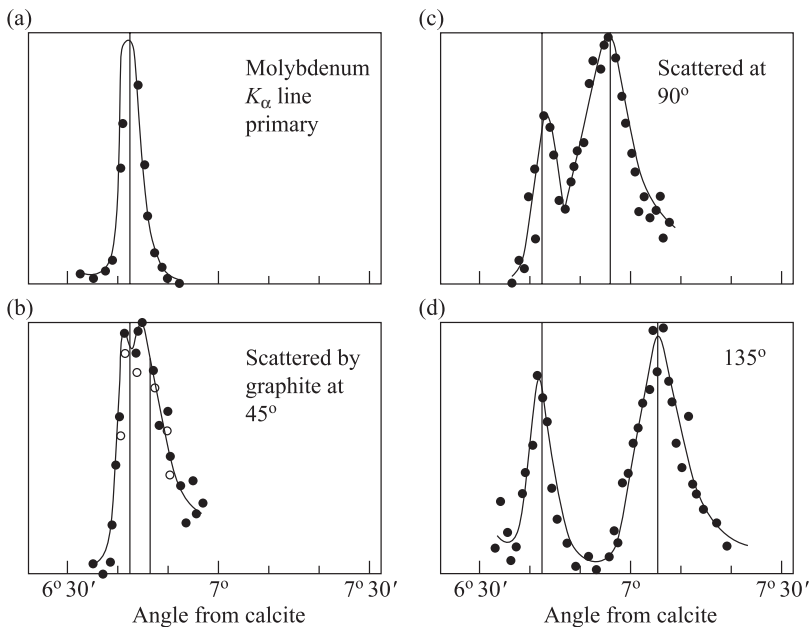 (a)
Molybdenum
Kα line
primary
(b)
Scattered by
graphite at
45°
6° 30′ 7° 7° 30′
Angle from calcite
(c)
Scattered at
90°
(d)
135°
6° 30′ 7° 7° 30′
Angle from calcite